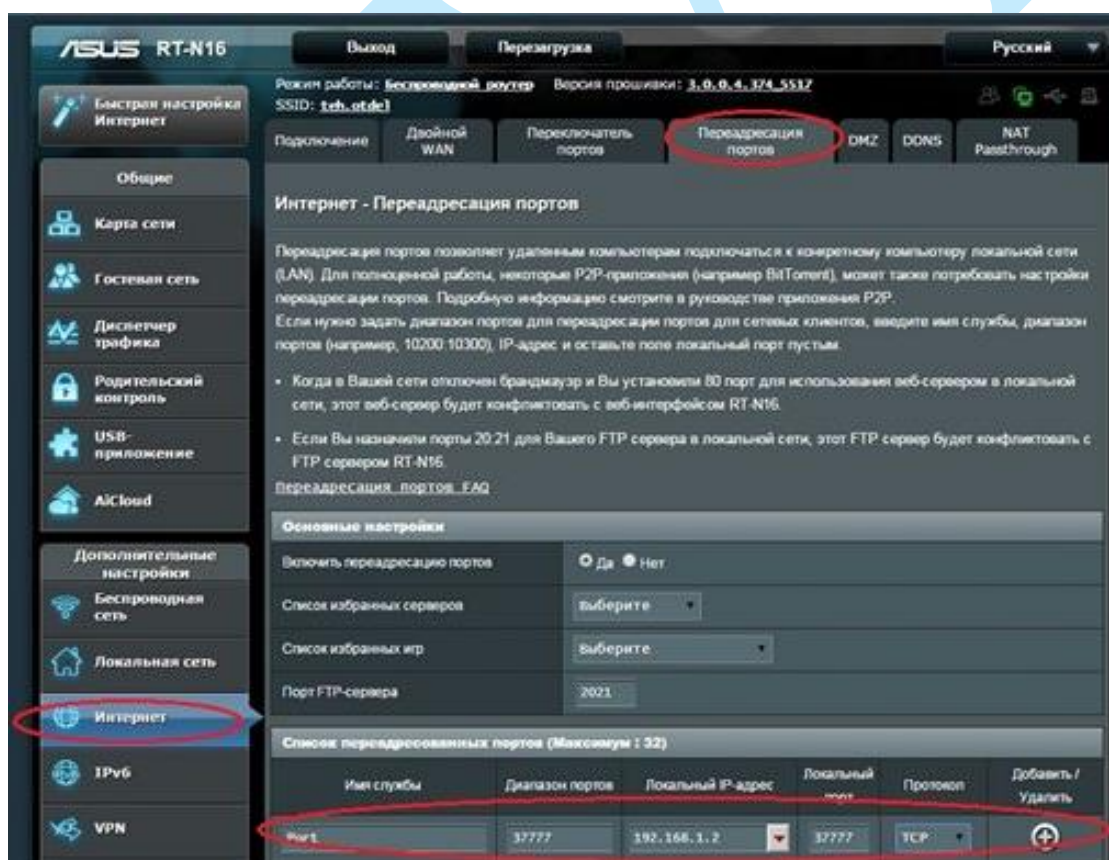 ASUS RT-N16 Выход Перезагрузка Русский
Режим работы: Беспроводной роутер Версия прошивки: 3.0.0.4.374_5517
SSID: teh.otdel
Быстрая настройка
Интернет
Общие
Карта сети
Гостевая сеть
Диспетчер
трафика
Родительский
контроль
USB-
приложение
AiCloud
Дополнительные
настройки
Беспроводная
сеть
Локальная сеть
Интернет
IPv6
VPN
Подключение
Двойной
WAN
Переключатель
портов
Переадресация
портов
DMZ
DDNS
NAT
Passthrough
Интернет - Переадресация портов
Переадресация портов позволяет удаленным компьютерам подключаться к конкретному компьютеру локальной сети
(LAN). Для полноценной работы, некоторые P2P-приложения (например BitTorrent), может также потребовать настройки
переадресации портов. Подробную информацию смотрите в руководстве приложения P2P.
Если нужно задать диапазон портов для переадресации портов для сетевых клиентов, введите имя службы, диапазон
портов (например, 10200:10300), IP-адрес и оставьте поле локальный порт пустым.
• Когда в Вашей сети отключен брандмауэр и Вы установили 80 порт для использования веб-сервером в локальной
сети, этот веб-сервер будет конфликтовать с веб-интерфейсом RT-N16.
• Если Вы назначили порты 20:21 для Вашего FTP сервера в локальной сети, этот FTP сервер будет конфликтовать с
FTP сервером RT-N16.
Переадресация портов FAQ
Основные настройки
Включить переадресацию портов Да Нет
Список избранных серверов Выберите
Список избранных игр Выберите
Порт FTP-сервера 2021
Список переадресованных портов (Максимум : 32)
Имя службы
Диапазон портов
Локальный IP-адрес
Локальный
порт
Протокол
Добавить /
Удалить
Port 37777 192.168.1.2 37777 TCP